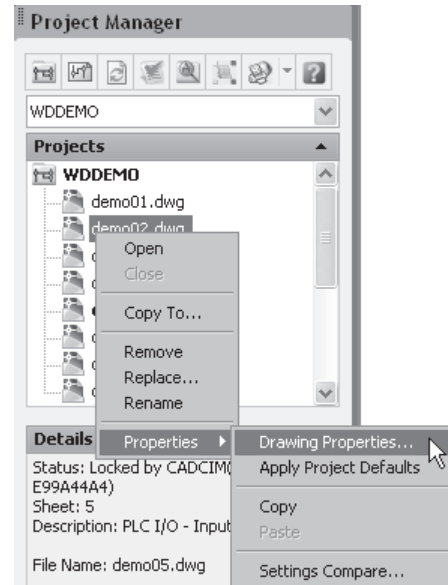 Project Manager
WDDEMO
Projects
WDDEMO
demo01.dwg
demo02.dwg
Open
Close
Copy To...
Remove
Replace...
Rename
Properties
Drawing Properties...
Apply Project Defaults
Copy
Paste
Settings Compare...
Details
Status: Locked by CADCIM(
E99A44A4)
Sheet: 5
Description: PLC I/O - Input
File Name: demo05.dwg